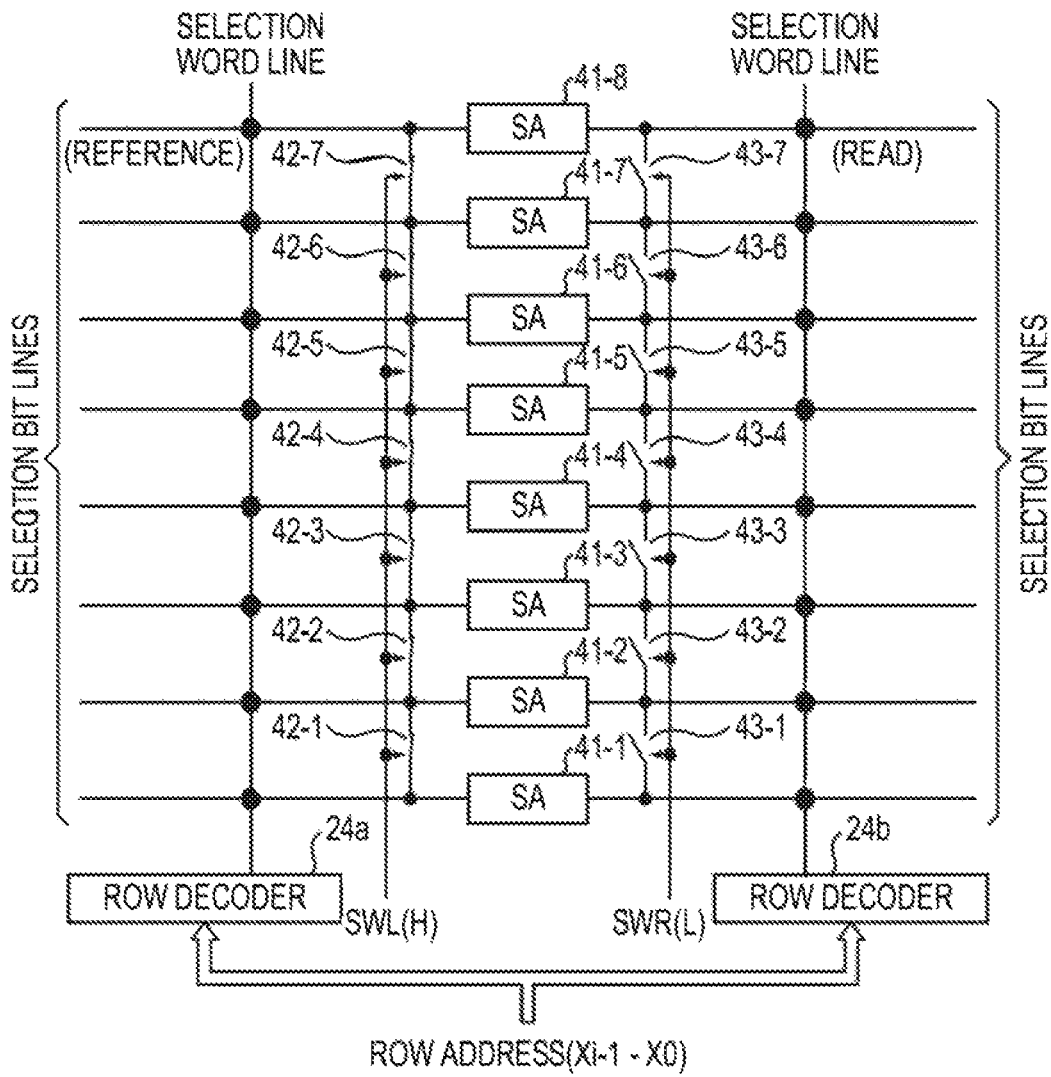 SELECTION
WORD LINE
SELECTION
WORD LINE
41-8
SA
(REFERENCE)
(READ)
42-7
43-7
41-7
SA
42-6
43-6
41-6
SA
42-5
43-5
41-5
SA
42-4
43-4
41-4
SA
42-3
43-3
41-3
SA
42-2
43-2
41-2
SA
42-1
43-1
41-1
SA
SELECTION BIT LINES
SELECTION BIT LINES
24a
24b
ROW DECODER
ROW DECODER
SWL(H)
SWR(L)
ROW ADDRESS(Xi-1 - X0)